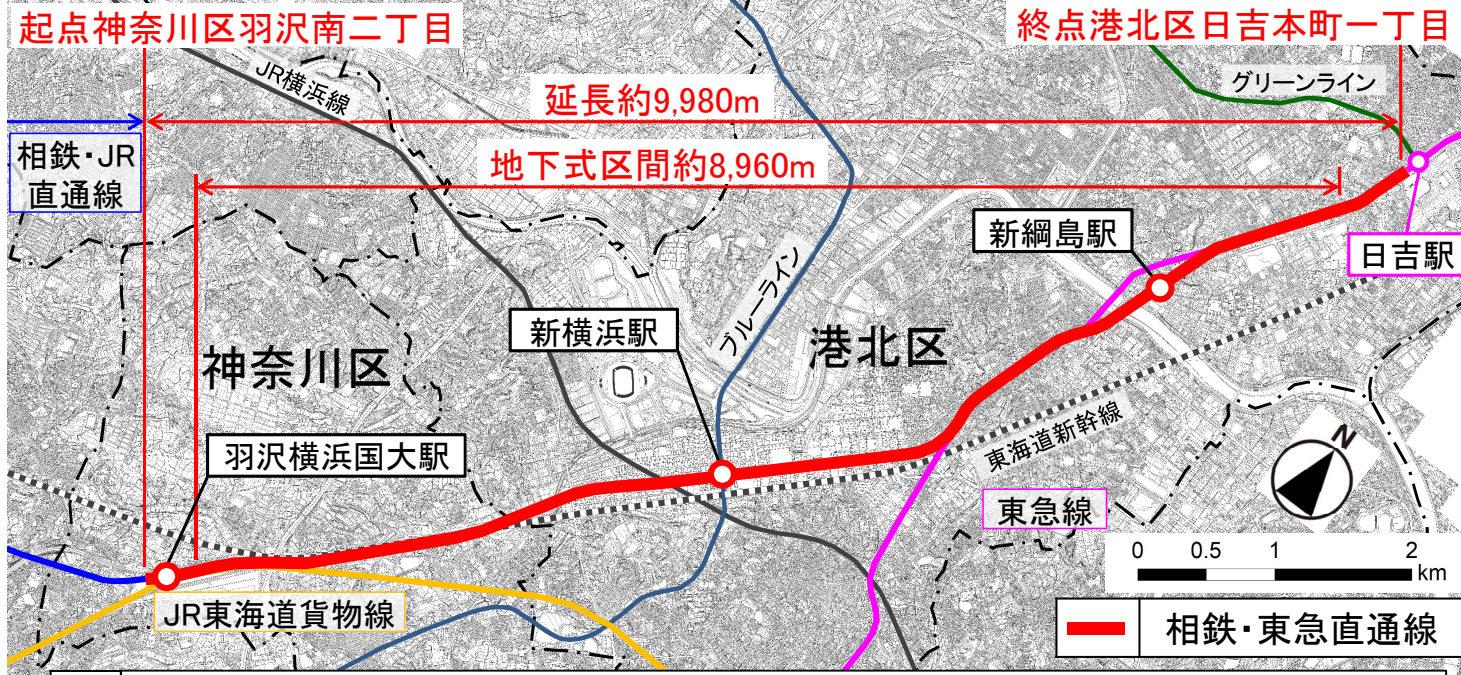 起点神奈川区羽沢南二丁目
終点港北区日吉本町一丁目
JR横浜線
グリーンライン
延長約9,980m
相鉄・JR
直通線
地下式区間約8,960m
新綱島駅
日吉駅
ブルーライン
新横浜駅
港北区
神奈川区
東海道新幹線
羽沢横浜国大駅
N
東急線
0 0.5 1 2
km
JR東海道貨物線
相鉄・東急直通線